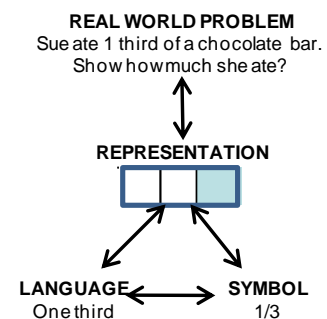 REAL WORLD PROBLEM
Sue ate 1 third of a chocolate bar.
Show how much she ate?
REPRESENTATION
LANGUAGE SYMBOL
One third 1/3